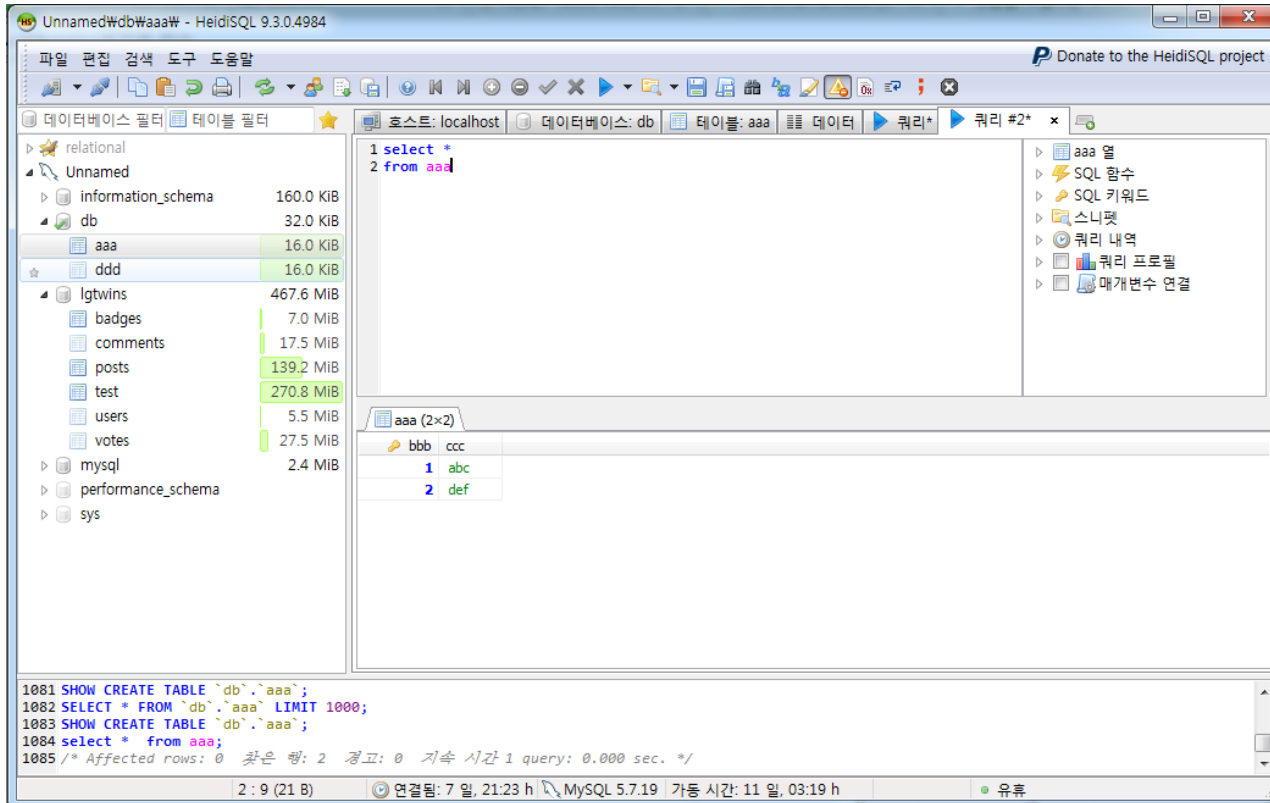 Unnamed₩db₩aaa₩ - HeidiSQL 9.3.0.4984
파일 편집 검색 도구 도움말
Donate to the HeidiSQL project
데이터베이스 필터 테이블 필터
호스트: localhost 데이터베이스: db 테이블: aaa 데이터 쿼리* 쿼리 #2*
relational
Unnamed
information_schema 160.0 KiB
db 32.0 KiB
aaa 16.0 KiB
ddd 16.0 KiB
lgtwins 467.6 MiB
badges 7.0 MiB
comments 17.5 MiB
posts 139.2 MiB
test 270.8 MiB
users 5.5 MiB
votes 27.5 MiB
mysql 2.4 MiB
performance_schema
sys
1 select *
2 from aaa
aaa 열
SQL 함수
SQL 키워드
스니펫
쿼리 내역
쿼리 프로필
매개변수 연결
aaa (2×2)
bbb ccc
1 abc
2 def
1081 SHOW CREATE TABLE `db`.`aaa`;
1082 SELECT * FROM `db`.`aaa` LIMIT 1000;
1083 SHOW CREATE TABLE `db`.`aaa`;
1084 select *  from aaa;
1085 /* Affected rows: 0  찾은 행: 2  경고: 0  지속 시간 1 query: 0.000 sec. */
2 : 9 (21 B) 연결됨: 7 일, 21:23 h MySQL 5.7.19 가동 시간: 11 일, 03:19 h 유휴